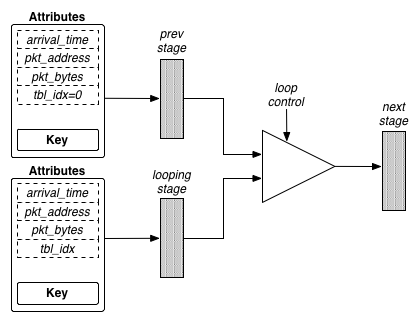 Attributes
arrival_time
pkt_address
pkt_bytes
tbl_idx=0
Key
prev
stage
loop
control
next
stage
Attributes
arrival_time
pkt_address
pkt_bytes
tbl_idx
Key
looping
stage